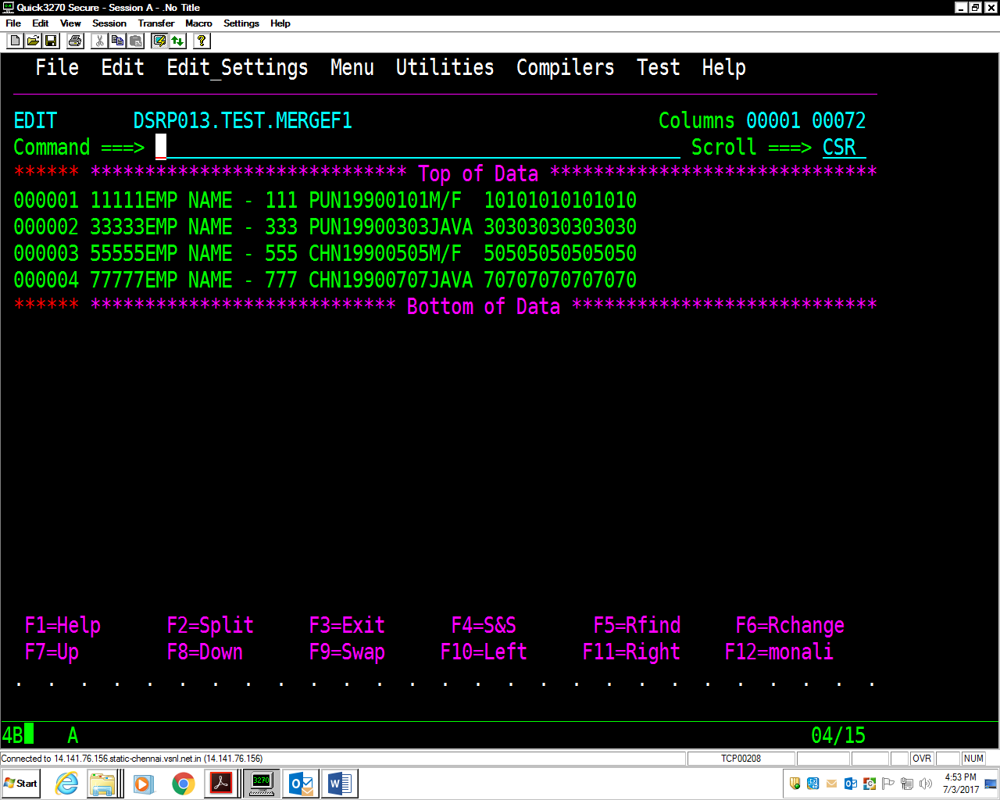 Quick3270 Secure - Session A - .No Title
File Edit View Session Transfer Macro Settings Help
File Edit Edit_Settings Menu Utilities Compilers Test Help
EDIT DSRP013.TEST.MERGEF1 Columns 00001 00072
Command ===> Scroll ===> CSR
****** ***************************** Top of Data ******************************
000001 11111EMP NAME - 111 PUN19900101M/F 10101010101010
000002 33333EMP NAME - 333 PUN19900303JAVA 30303030303030
000003 55555EMP NAME - 555 CHN19900505M/F 50505050505050
000004 77777EMP NAME - 777 CHN19900707JAVA 70707070707070
****** **************************** Bottom of Data ****************************
F1=Help F2=Split F3=Exit F4=S&S F5=Rfind F6=Rchange
F7=Up F8=Down F9=Swap F10=Left F11=Right F12=monali
. . . . . . . . . . . . . . . . . . . . . . . . . . .
4B A 04/15
Connected to 14.141.76.156.static-chennai.vsnl.net.in (14.141.76.156) TCP00208 OVR NUM
Start 3270 4:53 PM
7/3/2017